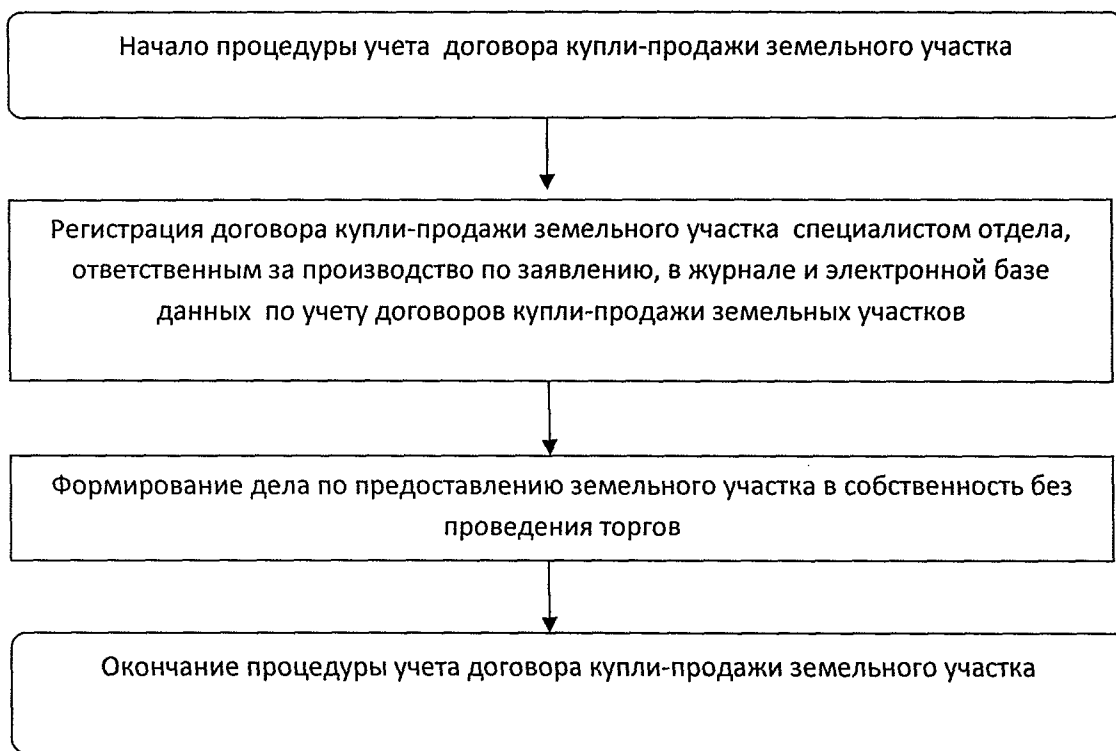 Начало процедуры учета договора купли-продажи земельного участка
Регистрация договора купли-продажи земельного участка специалистом отдела,
ответственным за производство по заявлению, в журнале и электронной базе
данных по учету договоров купли-продажи земельных участков
Формирование дела по предоставлению земельного участка в собственность без
проведения торгов
Окончание процедуры учета договора купли-продажи земельного участка